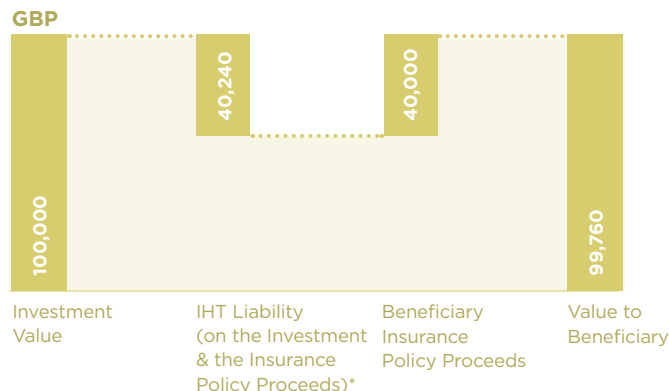 GBP
100,000
40,240
40,000
99,760
Investment
Value
IHT Liability
(on the Investment
& the Insurance
Policy Proceeds)*
Beneficiary
Insurance
Policy Proceeds
Value to
Beneficiary